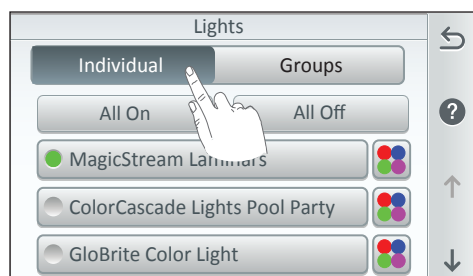 Lights
Individual Groups
All On All Off
MagicStream Laminars
ColorCascade Lights Pool Party
GloBrite Color Light
?